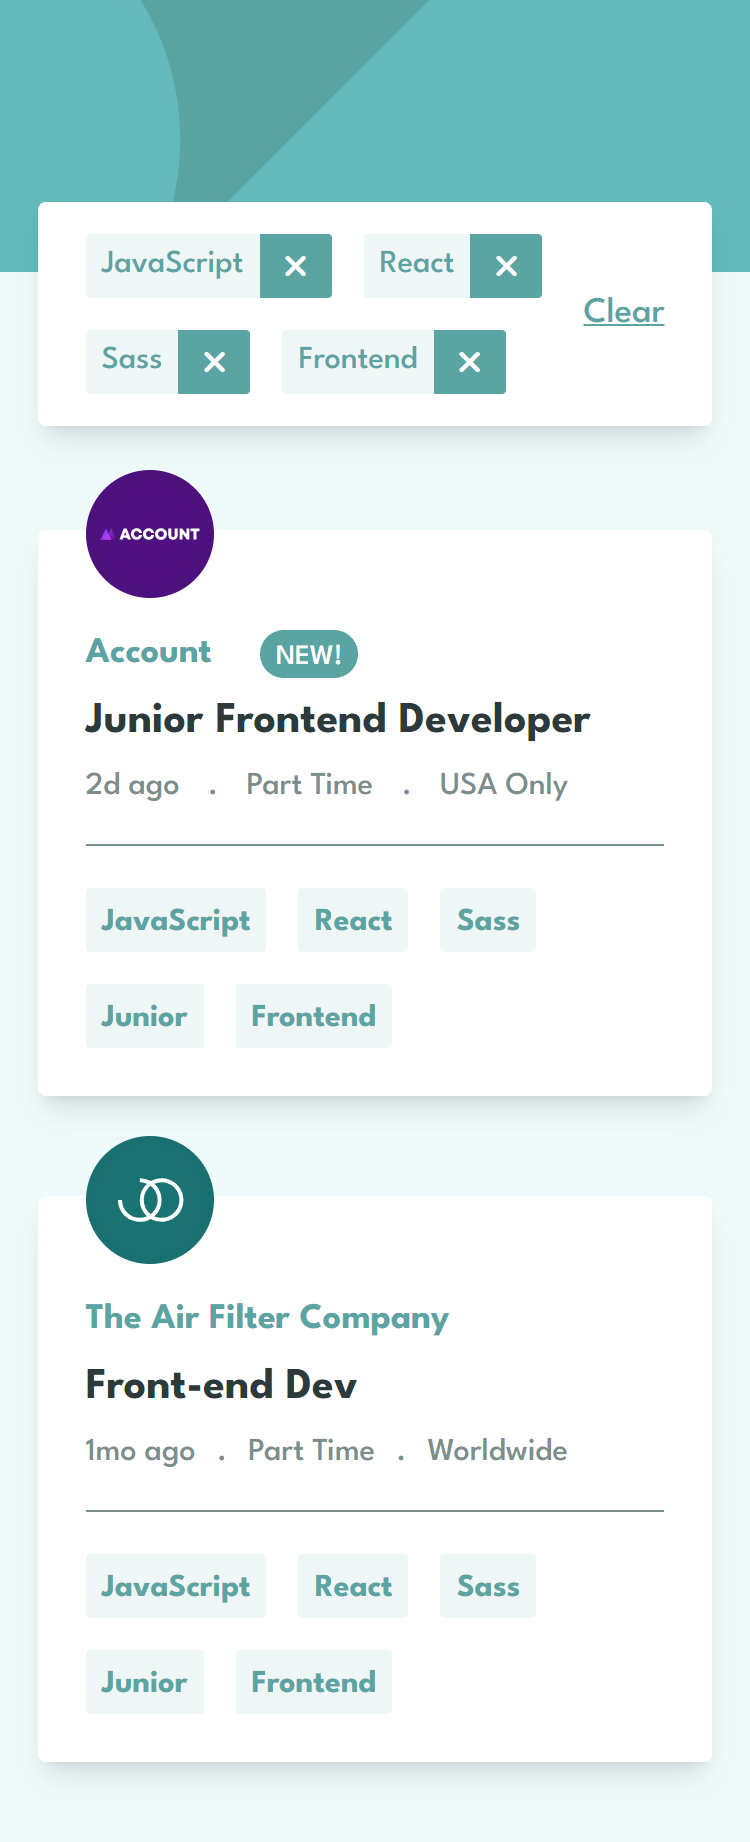 JavaScript React
Clear
Sass Frontend
ACCOUNT
Account NEW!
Junior Frontend Developer
2d ago . Part Time . USA Only
JavaScript React Sass
Junior Frontend
The Air Filter Company
Front-end Dev
1mo ago . Part Time . Worldwide
JavaScript React Sass
Junior Frontend